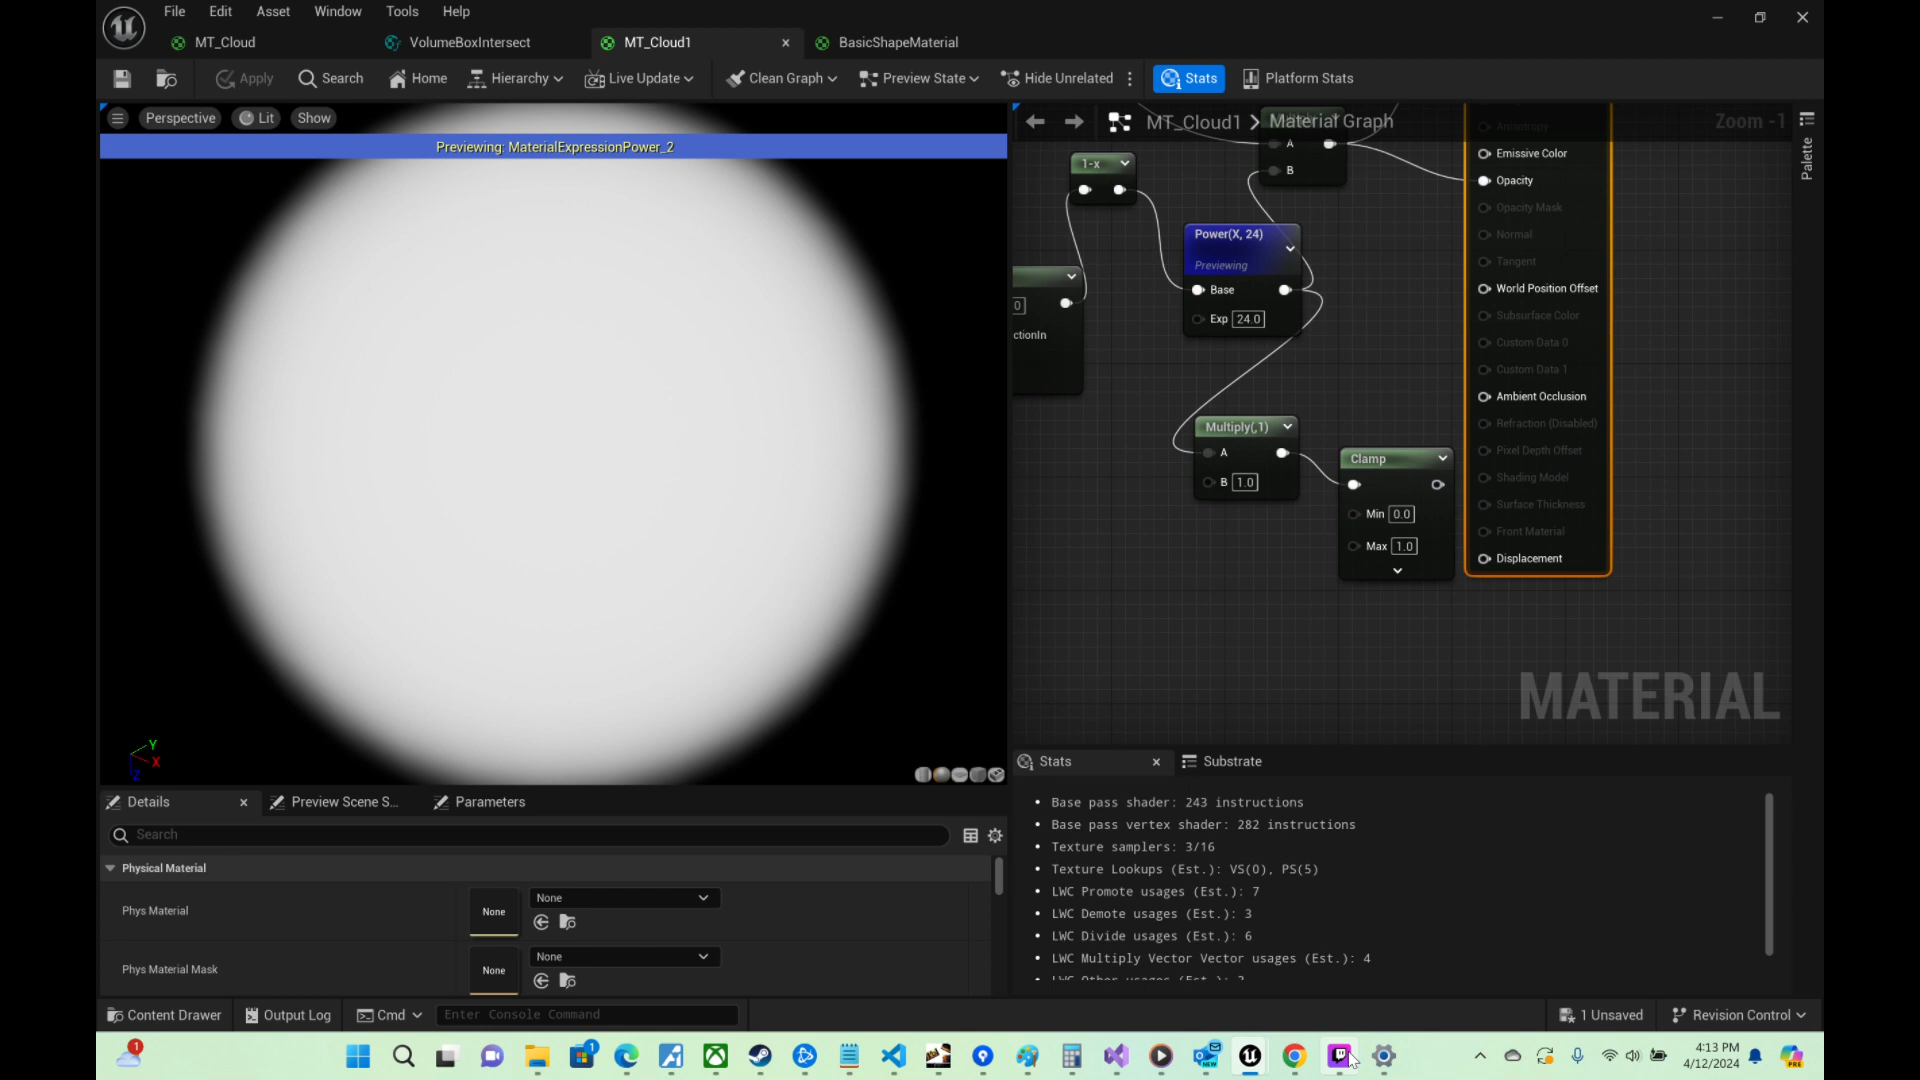 File Edit Asset Window Tools Help
MT_Cloud VolumeBoxIntersect MT_Cloud1 BasicShapeMaterial
Apply Search Home Hierarchy Live Update Clean Graph Preview State Hide Unrelated Stats Platform Stats
Perspective Lit Show
Previewing: MaterialExpressionPower_2
MT_Cloud1 Material Graph Zoom -1
Palette
1-x
A
B
Power(X, 24)
Previewing
Base
Exp 24.0
ctionIn
Multiply(,1)
A
B 1.0
Clamp
Min 0.0
Max 1.0
Anisotropy
Emissive Color
Opacity
Opacity Mask
Normal
Tangent
World Position Offset
Subsurface Color
Custom Data 0
Custom Data 1
Ambient Occlusion
Refraction (Disabled)
Pixel Depth Offset
Shading Model
Surface Thickness
Front Material
Displacement
MATERIAL
Y
X
Z
Stats Substrate
Base pass shader: 243 instructions
Base pass vertex shader: 282 instructions
Texture samplers: 3/16
Texture Lookups (Est.): VS(0), PS(5)
LWC Promote usages (Est.): 7
LWC Demote usages (Est.): 3
LWC Divide usages (Est.): 6
LWC Multiply Vector Vector usages (Est.): 4
Details Preview Scene S... Parameters
Search
Physical Material
Phys Material None None
Phys Material Mask None None
Content Drawer Output Log Cmd Enter Console Command 1 Unsaved Revision Control
1 1 NEW PRE
4:13 PM
4/12/2024